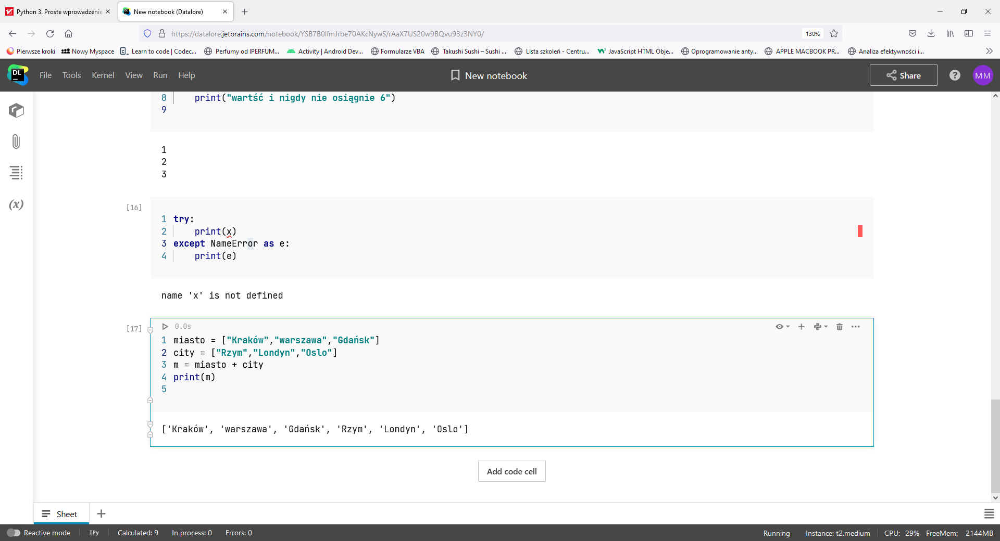 Python 3. Proste wprowadzenie
New notebook (Datalore)
https://datalore.jetbrains.com/notebook/YSB7B0lfmJrbe70AKcNywS/rAaX7US20w9BQvu93z3NY0/
130%
Pierwsze kroki
Nowy Myspace
Learn to code | Codec...
Perfumy od IPERFUM...
Activity | Android Dev...
Formularze VBA
Takushi Sushi – Sushi ...
Lista szkoleń - Centru...
JavaScript HTML Obje...
Oprogramowanie anty...
APPLE MACBOOK PR...
Analiza efektywności i...
DL
File
Tools
Kernel
View
Run
Help
New notebook
Share
MM
8 print("wartść i nigdy nie osiągnie 6")
9
1
2
3
[16]
1 try:
2 print(x)
3 except NameError as e:
4 print(e)
name 'x' is not defined
[17]
0.0s
1 miasto = ["Kraków","warszawa","Gdańsk"]
2 city = ["Rzym","Londyn","Oslo"]
3 m = miasto + city
4 print(m)
5
['Kraków', 'warszawa', 'Gdańsk', 'Rzym', 'Londyn', 'Oslo']
Add code cell
Sheet
Reactive mode
IPy
Calculated: 9
In process: 0
Errors: 0
Running
Instance: t2.medium
CPU: 29%
FreeMem: 2144MB